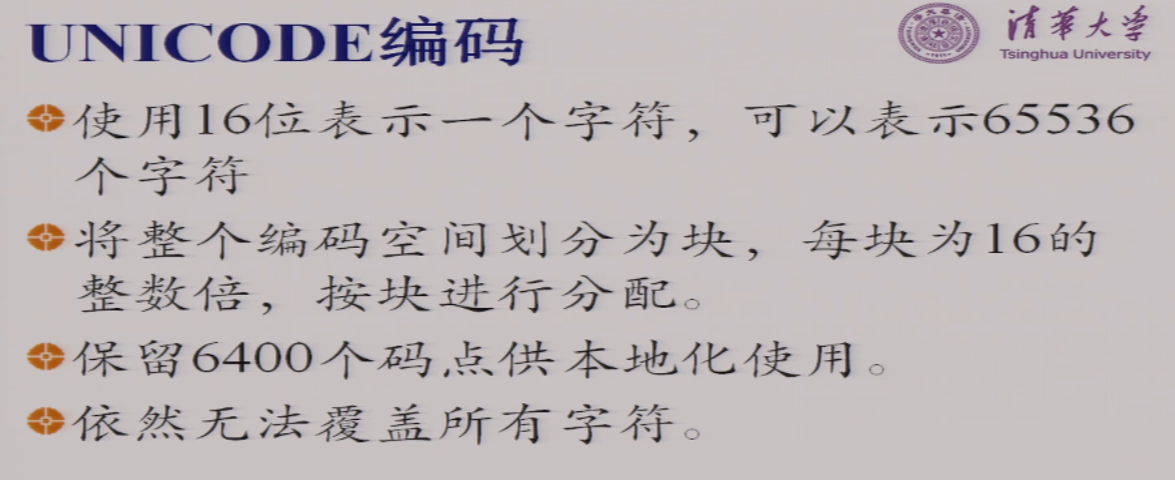 UNICODE编码
清华大学
Tsinghua University
使用16位表示一个字符，可以表示65536
个字符
将整个编码空间划分为块，每块为16的
整数倍，按块进行分配。
保留6400个码点供本地化使用。
依然无法覆盖所有字符。